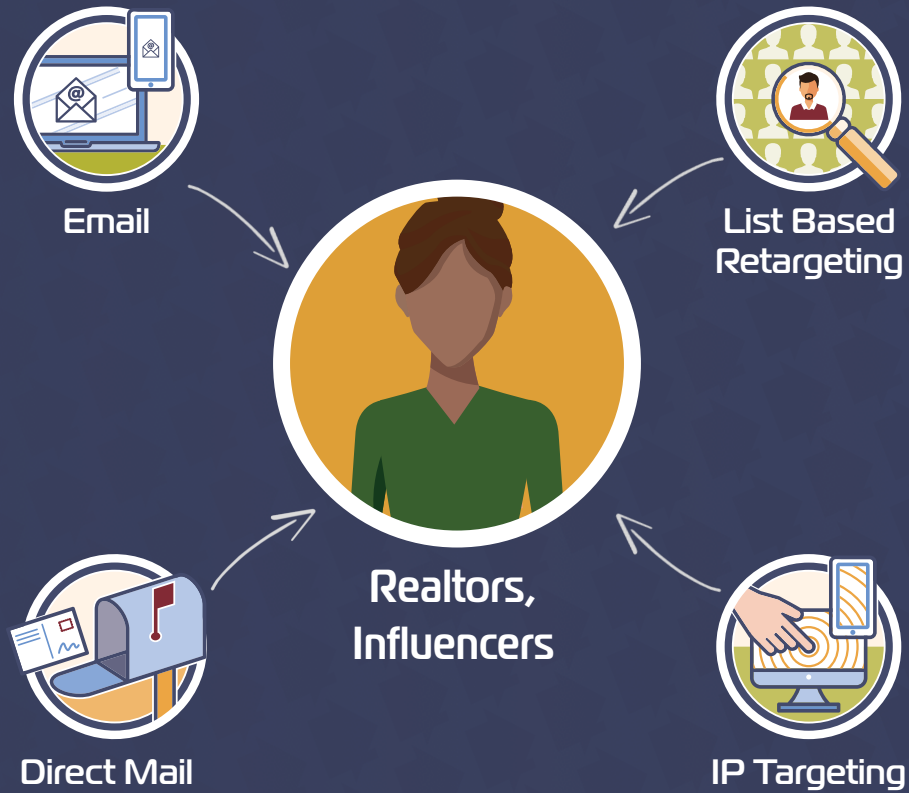 Email
List Based
Retargeting
Realtors,
Influencers
Direct Mail
IP Targeting